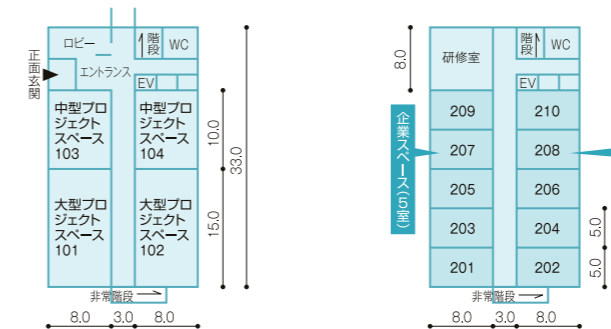 ロビー
階段
WC
正面玄関
エントランス
EV
中型プロ
ジェクト
スペース
103
中型プロ
ジェクト
スペース
104
大型プロ
ジェクト
スペース
101
大型プロ
ジェクト
スペース
102
10.0
15.0
33.0
非常階段
8.0 3.0 8.0
8.0
研修室
階段
WC
EV
企業スペース(5室)
209 210
207 208
205 206
203 204
201 202
5.0
5.0
非常階段
8.0 3.0 8.0